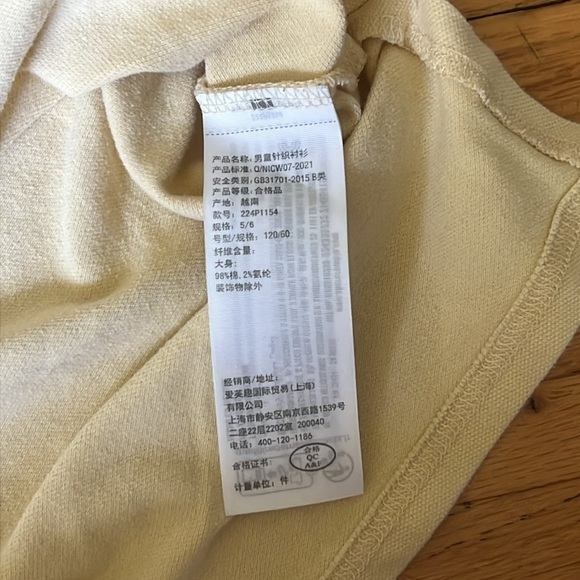 产品名称: 男童针织衬衫
产品标准: Q/NICW07-2021
安全类别: GB31701-2015 B类
产品等级: 合格品
产地: 越南
款号: 224P1154
规格: 5/6
号型/规格: 120/60
纤维含量:
大身:
98%棉,2%氨纶
装饰物除外
经销商/地址:
爱芙趣国际贸易(上海)
有限公司
上海市静安区南京西路1539号
二座22层2202室 200040
电话: 400-120-1186
合格证书:
合格
QC
计量单位: 件